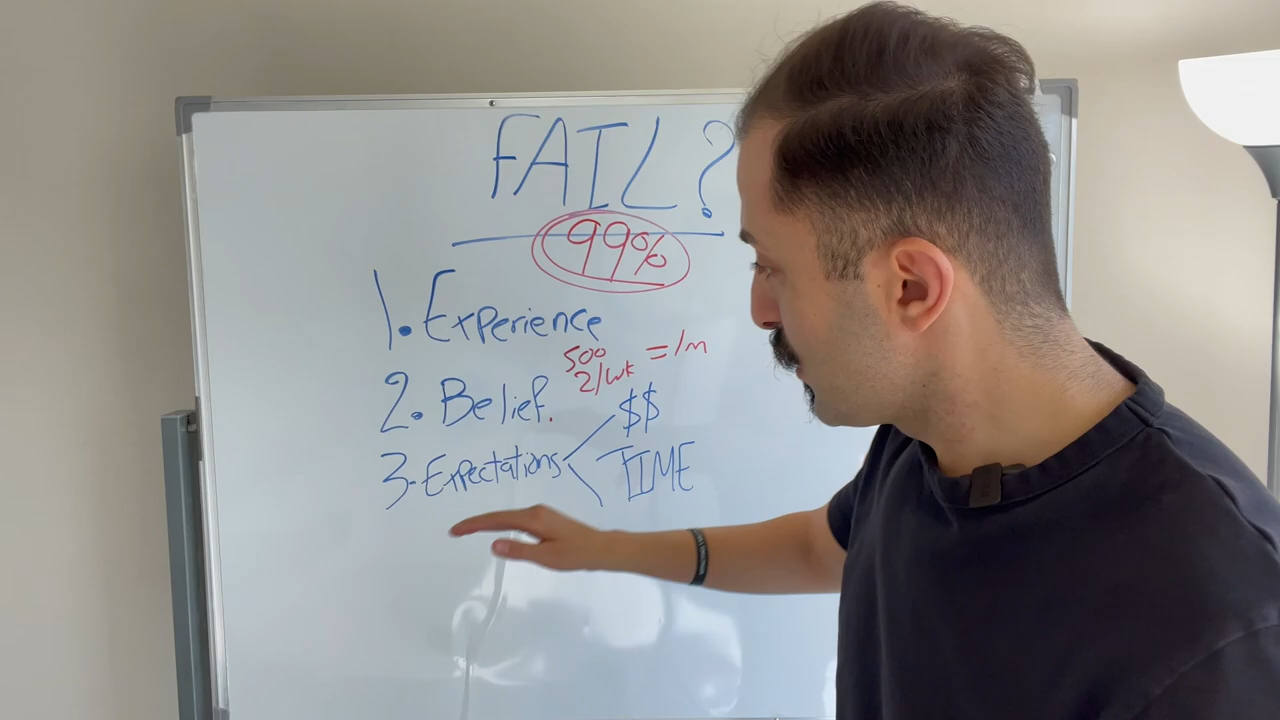 FAIL?
99%
1. Experience
500
2/wk = 1m
2. Belief.
$$
3. Expectations
TIME